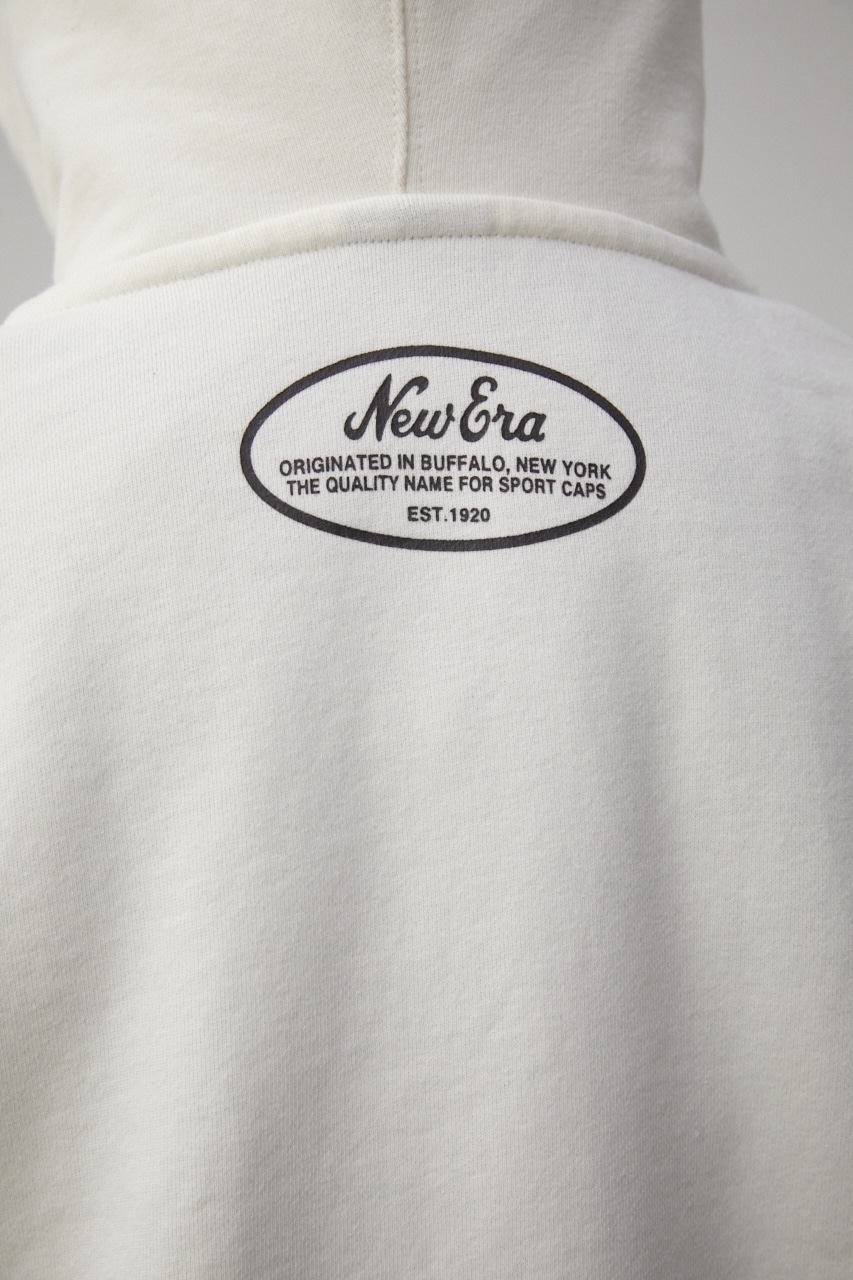 New Era
ORIGINATED IN BUFFALO, NEW YORK
THE QUALITY NAME FOR SPORT CAPS
EST.1920